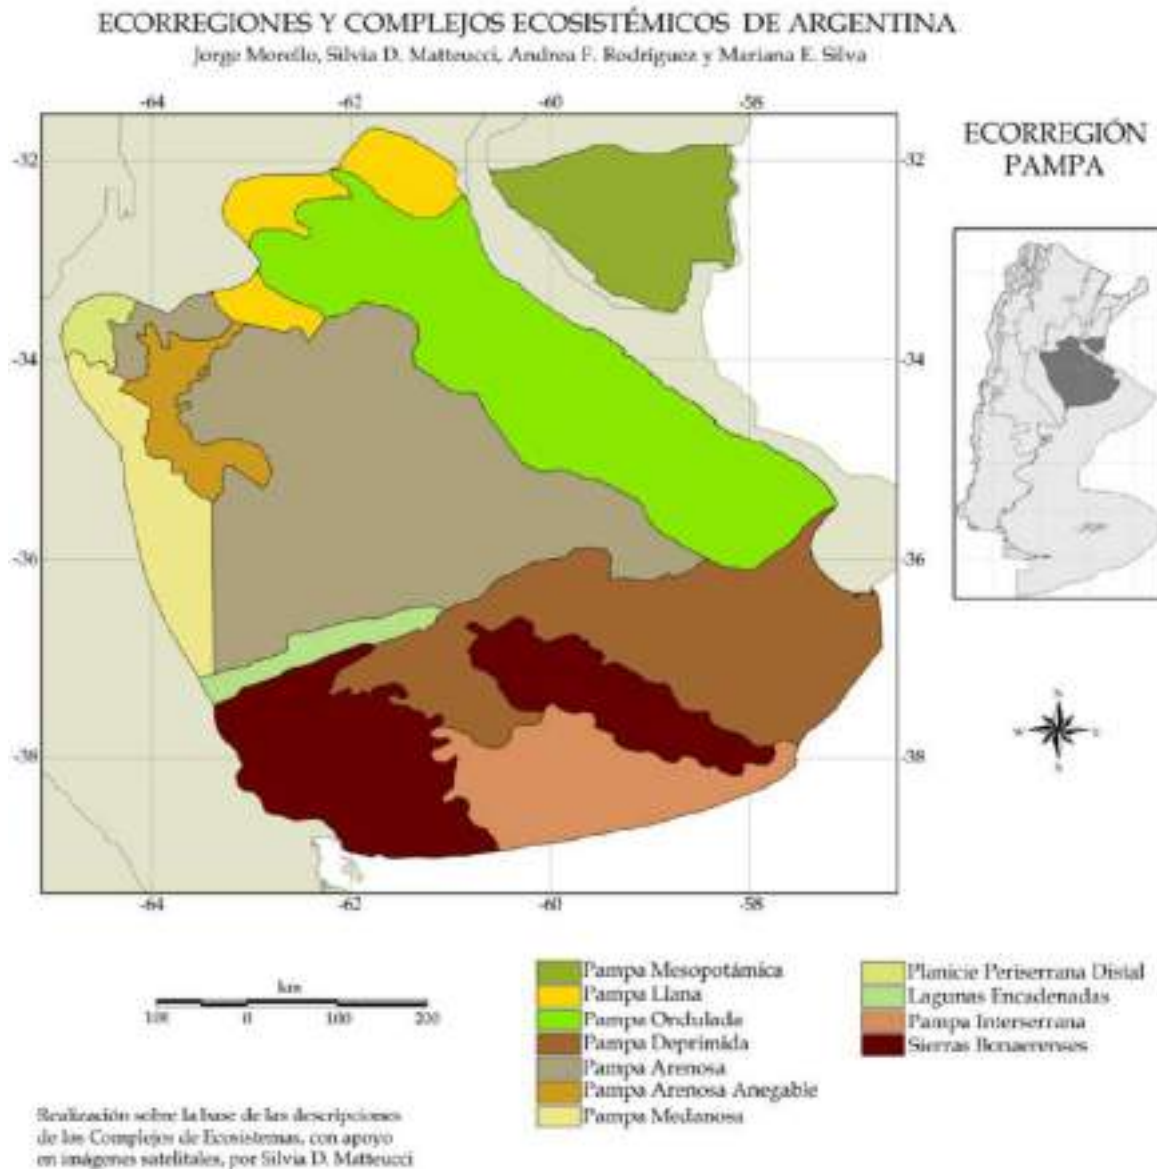 ECORREGIONES Y COMPLEJOS ECOSISTÉMICOS DE ARGENTINA
Jorge Morello, Silvia D. Matteucci, Andrea F. Rodríguez y Mariana E. Silva
-64 -62 -60 -58
-32 -32
-34 -34
-36 -36
-38 -38
-64 -62 -60 -58
ECORREGIÓN
PAMPA
N
W E
S
km
100 0 100 200
Pampa Mesopotámica
Pampa Llana
Pampa Ondulada
Pampa Deprimida
Pampa Arenosa
Pampa Arenosa Anegable
Pampa Medanosa
Planicie Periserrana Distal
Lagunas Encadenadas
Pampa Interserrana
Sierras Bonaerenses
Realización sobre la base de las descripciones
de los Complejos de Ecosistemas, con apoyo
en imágenes satelitales, por Silvia D. Matteucci